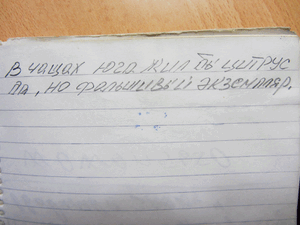 В чащах юга жил бы цитрус
да, но фальшивый экземпляр.